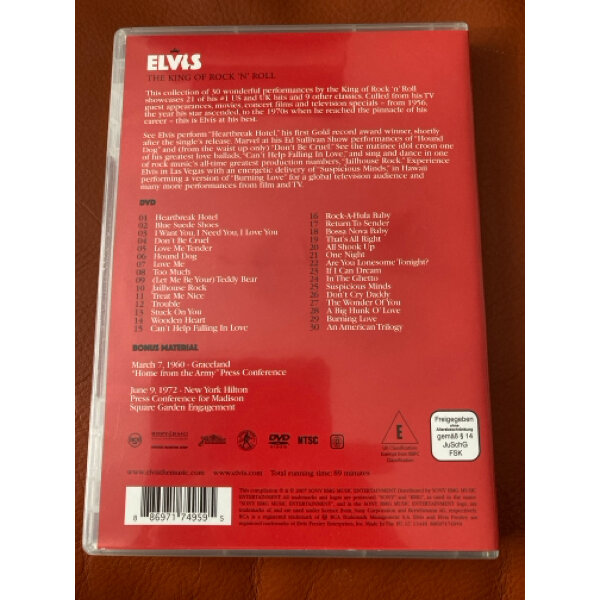 ELVIS
THE KING OF ROCK 'N' ROLL
This collection of 30 wonderful performances by the King of Rock 'n' Roll
showcases 21 of his #1 US and UK hits and 9 other classics. Culled from his TV
guest appearances, movies, concert films and television specials – from 1956,
the year his star ascended, to the 1970s when he reached the pinnacle of his
career – this is Elvis at his best.
See Elvis perform "Heartbreak Hotel," his first Gold record award winner, shortly
after the single's release. Marvel at his Ed Sullivan Show performances of "Hound
Dog" and (from the waist up only) "Don't Be Cruel." See the matinee idol croon one
of his greatest love ballads, "Can't Help Falling In Love," and sing and dance in one
of rock music's all-time greatest production numbers, "Jailhouse Rock." Experience
Elvis in Las Vegas with an energetic delivery of "Suspicious Minds," in Hawaii
performing a version of "Burning Love" for a global television audience and
many more performances from film and TV.
DVD
01 Heartbreak Hotel
02 Blue Suede Shoes
03 I Want You, I Need You, I Love You
04 Don't Be Cruel
05 Love Me Tender
06 Hound Dog
07 Love Me
08 Too Much
09 (Let Me Be Your) Teddy Bear
10 Jailhouse Rock
11 Treat Me Nice
12 Trouble
13 Stuck On You
14 Wooden Heart
15 Can't Help Falling In Love
16 Rock-A-Hula Baby
17 Return To Sender
18 Bossa Nova Baby
19 That's All Right
20 All Shook Up
21 One Night
22 Are You Lonesome Tonight?
23 If I Can Dream
24 In The Ghetto
25 Suspicious Minds
26 Don't Cry Daddy
27 The Wonder Of You
28 A Big Hunk O' Love
29 Burning Love
30 An American Trilogy
BONUS MATERIAL
March 7, 1960 - Graceland
"Home from the Army" Press Conference
June 9, 1972 - New York Hilton
Press Conference for Madison
Square Garden Engagement
DVD
VIDEO
NTSC
E
Freigegeben
ohne
Altersbeschränkung
gemäß § 14
JuSchG
FSK
www.elvisthemusic.com
www.elvis.com
Total running time: 89 minutes
8 86971 74959 5